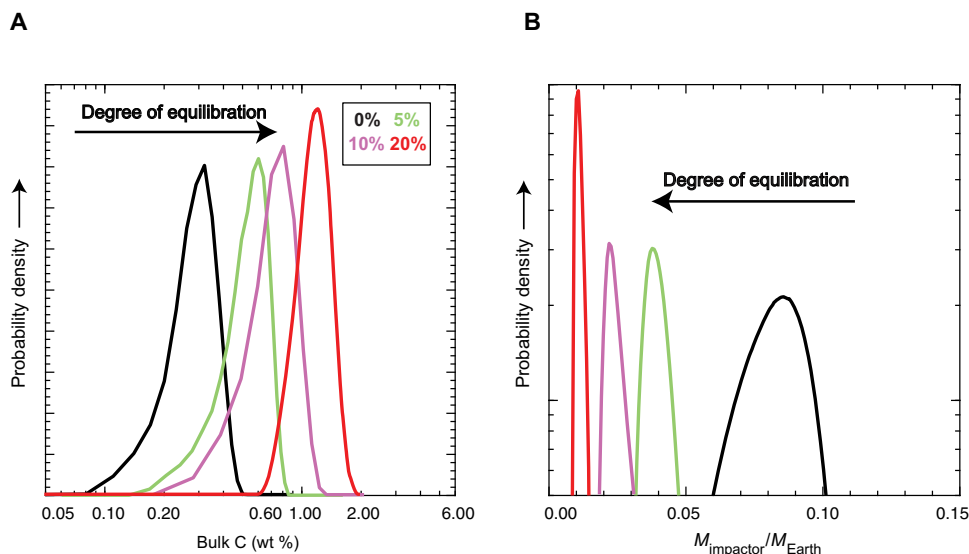 A
Degree of equilibration
0% 5%
10% 20%
Probability density
0.05 0.10 0.20 0.60 1.00 2.00 6.00
Bulk C (wt %)
B
Degree of equilibration
Probability density
0.00 0.05 0.10 0.15
M_impactor/M_Earth